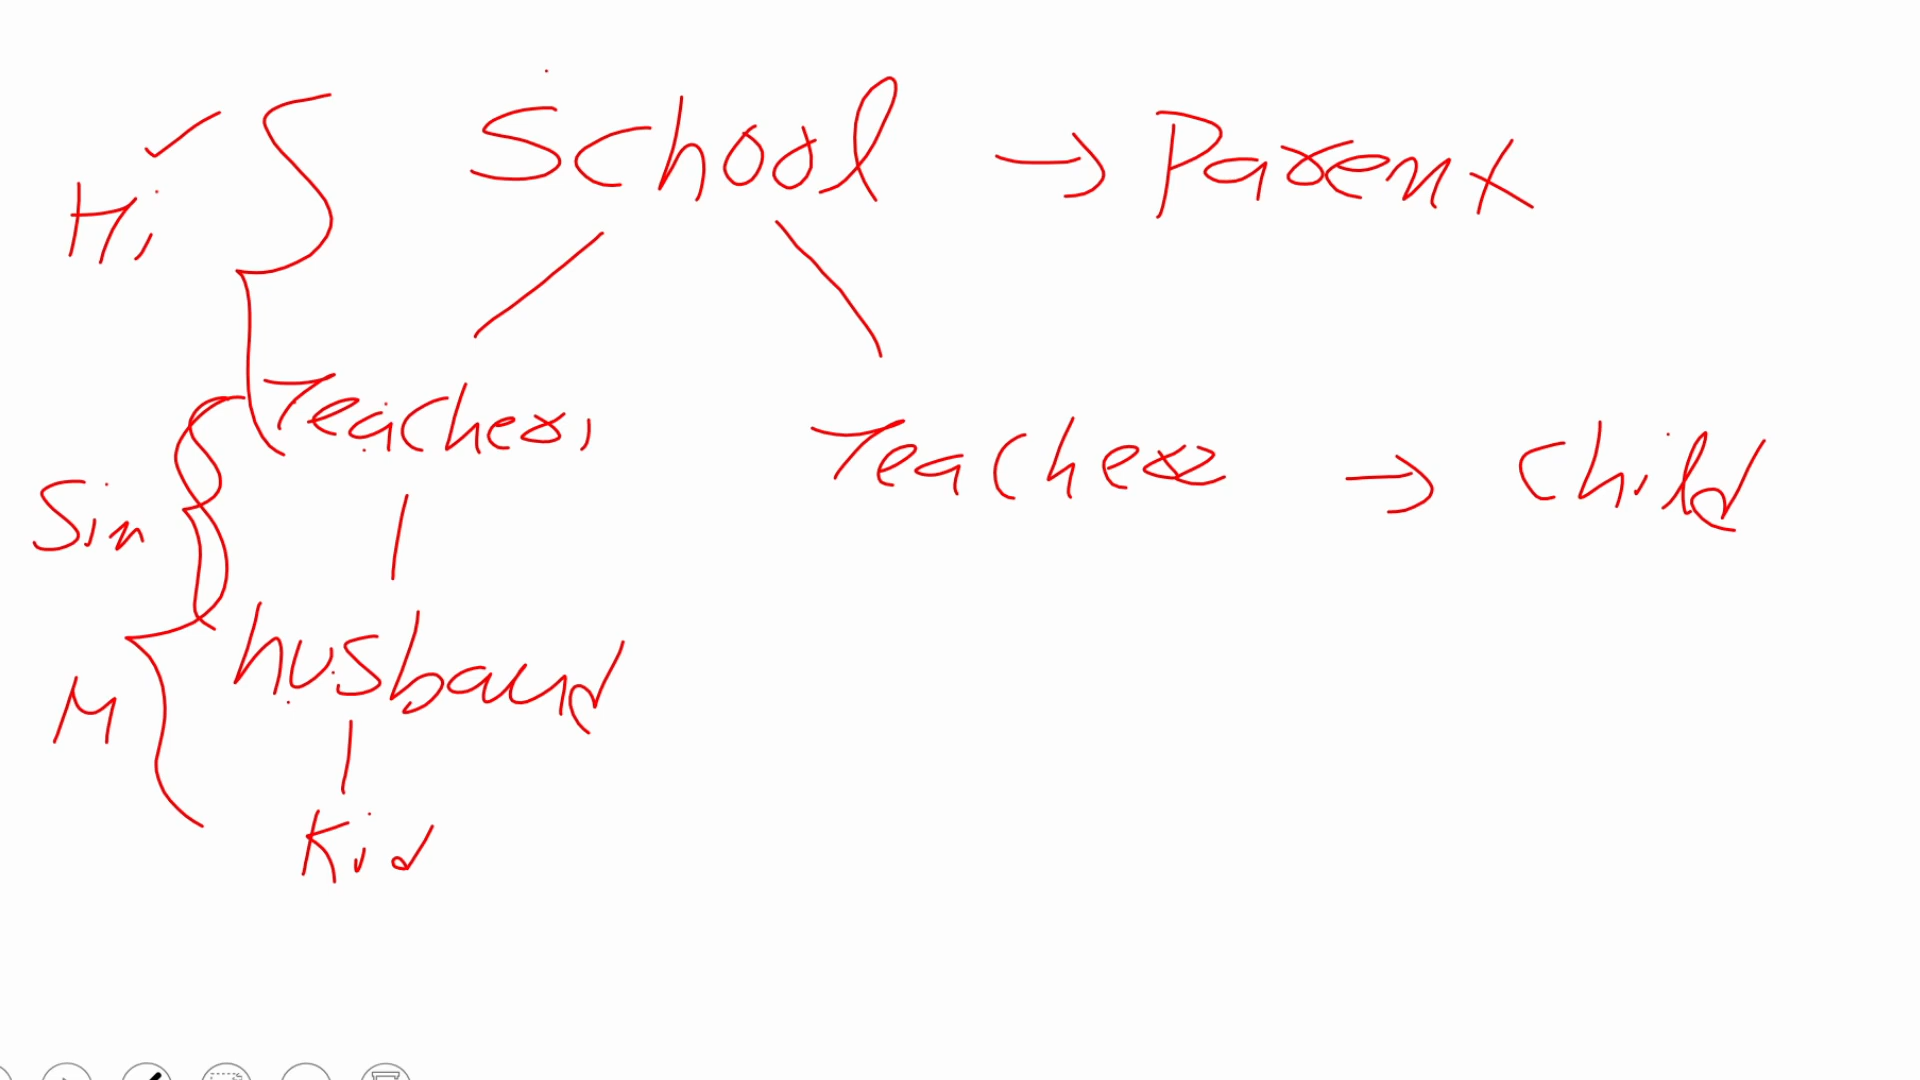 School → Parent
Hi
Teacher, Teacher → Child
Sin
husband
M
Kid